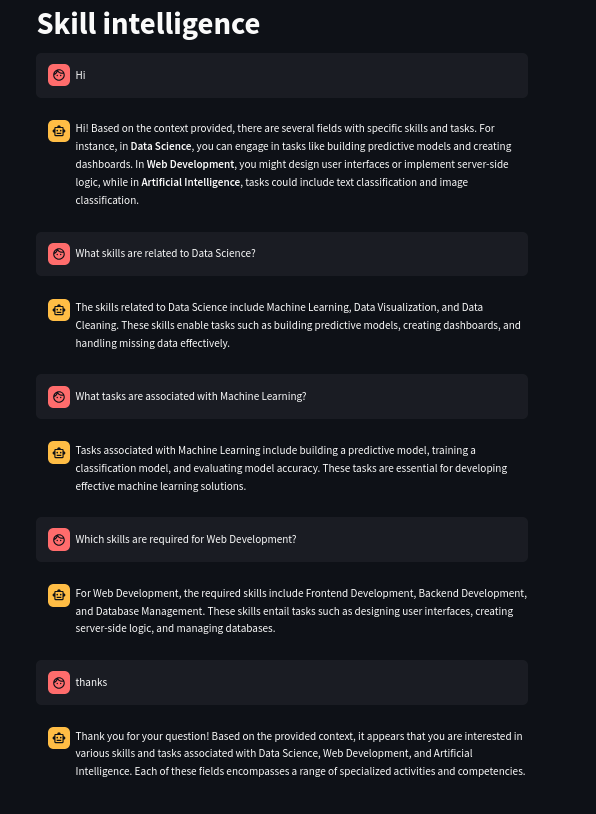 Skill intelligence
Hi
Hi! Based on the context provided, there are several fields with specific skills and tasks. For
instance, in Data Science, you can engage in tasks like building predictive models and creating
dashboards. In Web Development, you might design user interfaces or implement server-side
logic, while in Artificial Intelligence, tasks could include text classification and image
classification.
What skills are related to Data Science?
The skills related to Data Science include Machine Learning, Data Visualization, and Data
Cleaning. These skills enable tasks such as building predictive models, creating dashboards, and
handling missing data effectively.
What tasks are associated with Machine Learning?
Tasks associated with Machine Learning include building a predictive model, training a
classification model, and evaluating model accuracy. These tasks are essential for developing
effective machine learning solutions.
Which skills are required for Web Development?
For Web Development, the required skills include Frontend Development, Backend Development,
and Database Management. These skills entail tasks such as designing user interfaces, creating
server-side logic, and managing databases.
thanks
Thank you for your question! Based on the provided context, it appears that you are interested in
various skills and tasks associated with Data Science, Web Development, and Artificial
Intelligence. Each of these fields encompasses a range of specialized activities and competencies.